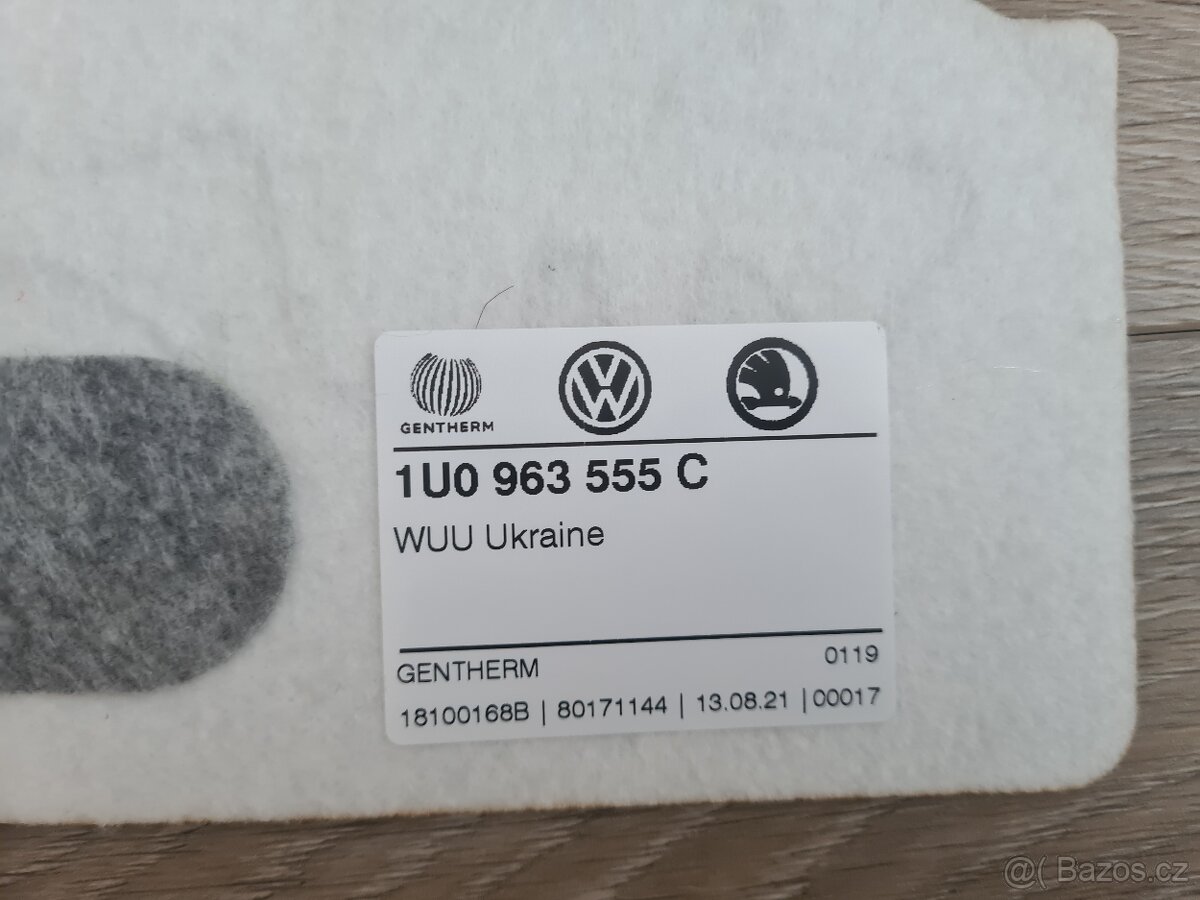 GENTHERM
1U0 963 555 C
WUU Ukraine
GENTHERM 0119
18100168B | 80171144 | 13.08.21 | 00017
@( Bazos.cz